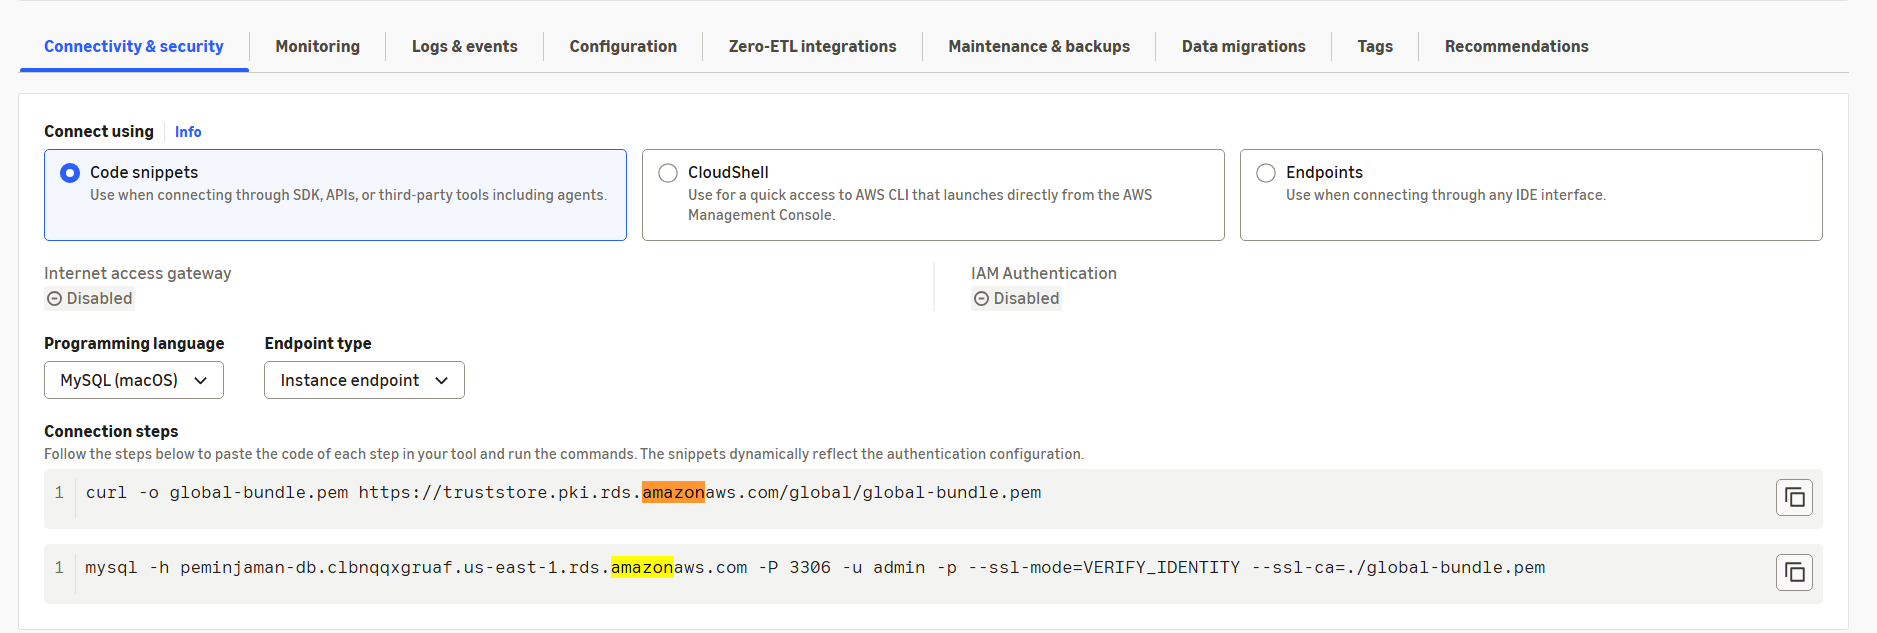 Connectivity & security
Monitoring
Logs & events
Configuration
Zero-ETL integrations
Maintenance & backups
Data migrations
Tags
Recommendations
Connect using
Info
Code snippets
Use when connecting through SDK, APIs, or third-party tools including agents.
CloudShell
Use for a quick access to AWS CLI that launches directly from the AWS
Management Console.
Endpoints
Use when connecting through any IDE interface.
Internet access gateway
Disabled
IAM Authentication
Disabled
Programming language
MySQL (macOS)
Endpoint type
Instance endpoint
Connection steps
Follow the steps below to paste the code of each step in your tool and run the commands. The snippets dynamically reflect the authentication configuration.
1 curl -o global-bundle.pem https://truststore.pki.rds.amazonaws.com/global/global-bundle.pem
1 mysql -h peminjaman-db.clbnqqxgruaf.us-east-1.rds.amazonaws.com -P 3306 -u admin -p --ssl-mode=VERIFY_IDENTITY --ssl-ca=./global-bundle.pem